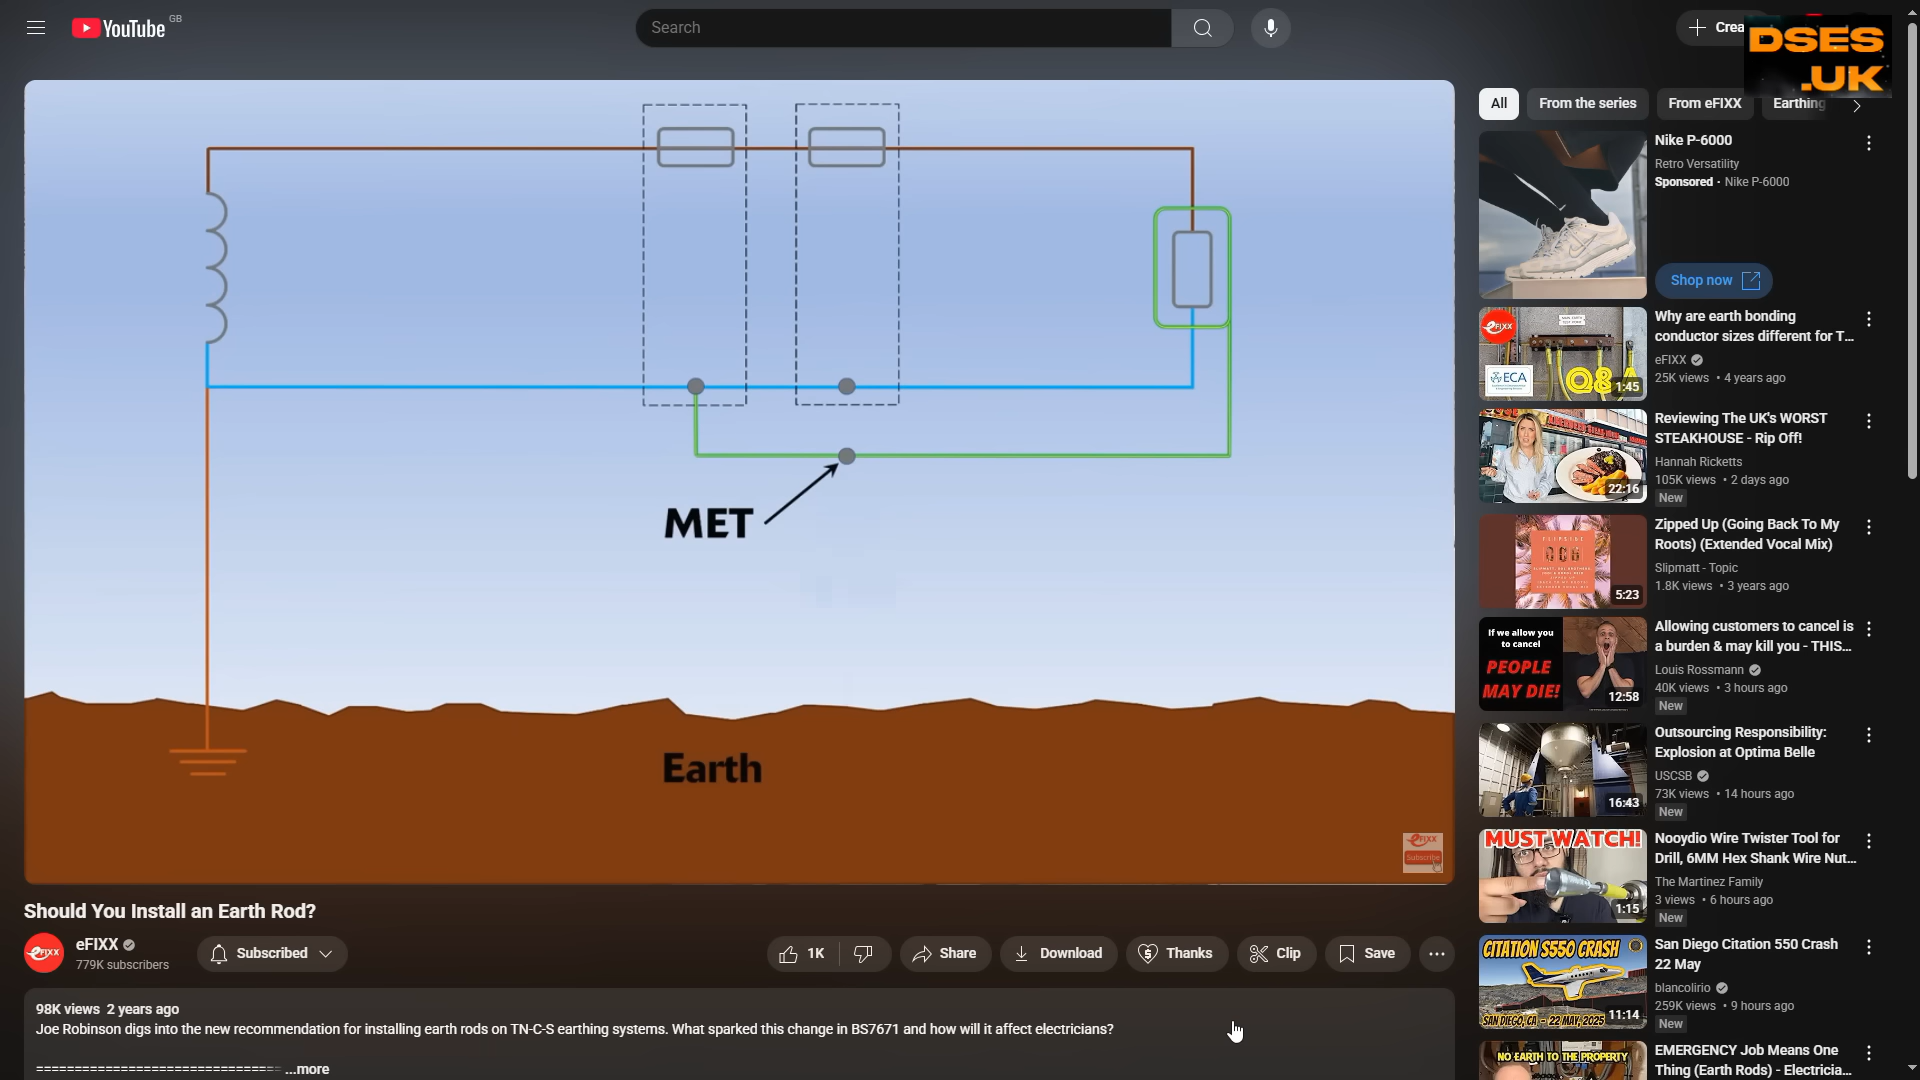 YouTube GB
Search
Crea
DSES
.UK
MET
Earth
eFIXX
Subscribe
Should You Install an Earth Rod?
eFIXX
eFIXX
779K subscribers
Subscribed
1K
Share
Download
Thanks
Clip
Save
98K views 2 years ago
Joe Robinson digs into the new recommendation for installing earth rods on TN-C-S earthing systems. What sparked this change in BS7671 and how will it affect electricians?
...more
All
From the series
From eFIXX
Earthing
Nike P-6000
Retro Versatility
Sponsored · Nike P-6000
Shop now
eFIXX
ECA
Q&A
1:45
Why are earth bonding
conductor sizes different for T...
eFIXX
25K views • 4 years ago
22:16
Reviewing The UK's WORST
STEAKHOUSE - Rip Off!
Hannah Ricketts
105K views • 2 days ago
New
5:23
Zipped Up (Going Back To My
Roots) (Extended Vocal Mix)
Slipmatt - Topic
1.8K views • 3 years ago
If we allow you
to cancel
PEOPLE
MAY DIE!
12:58
Allowing customers to cancel is
a burden & may kill you - THIS...
Louis Rossmann
40K views • 3 hours ago
New
16:43
Outsourcing Responsibility:
Explosion at Optima Belle
USCSB
73K views • 14 hours ago
New
MUST WATCH!
1:15
Nooydio Wire Twister Tool for
Drill, 6MM Hex Shank Wire Nut...
The Martinez Family
3 views • 6 hours ago
New
CITATION S550 CRASH
SAN DIEGO, CA - 22 MAY, 2025
11:14
San Diego Citation 550 Crash
22 May
blancolirio
259K views • 9 hours ago
New
NO EARTH TO THE PROPERTY
EMERGENCY Job Means One
Thing (Earth Rods) - Electricia...